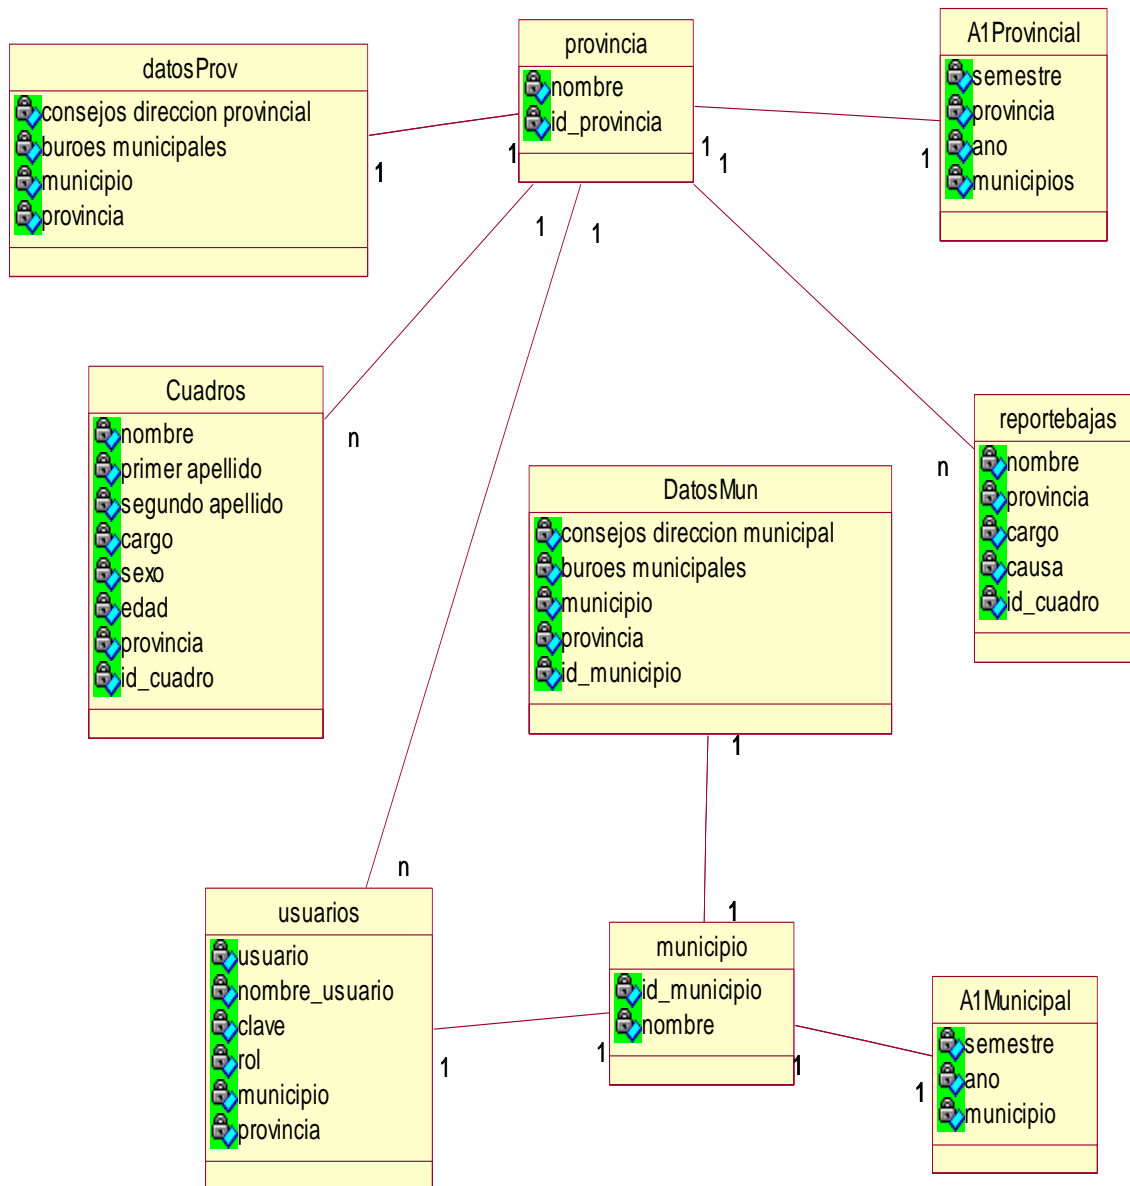 datosProv
consejos direccion provincial
buroes municipales
municipio
provincia
1
provincia
nombre
id_provincia
1
1
1
1
1
A1Provincial
semestre
provincia
ano
municipios
1
Cuadros
nombre
primer apellido
segundo apellido
cargo
sexo
edad
provincia
id_cuadro
n
DatosMun
consejos direccion municipal
buroes municipales
municipio
provincia
id_municipio
1
reportebajas
nombre
provincia
cargo
causa
id_cuadro
n
n
usuarios
usuario
nombre_usuario
clave
rol
municipio
provincia
1
1
municipio
id_municipio
nombre
1
1
A1Municipal
semestre
ano
municipio
1